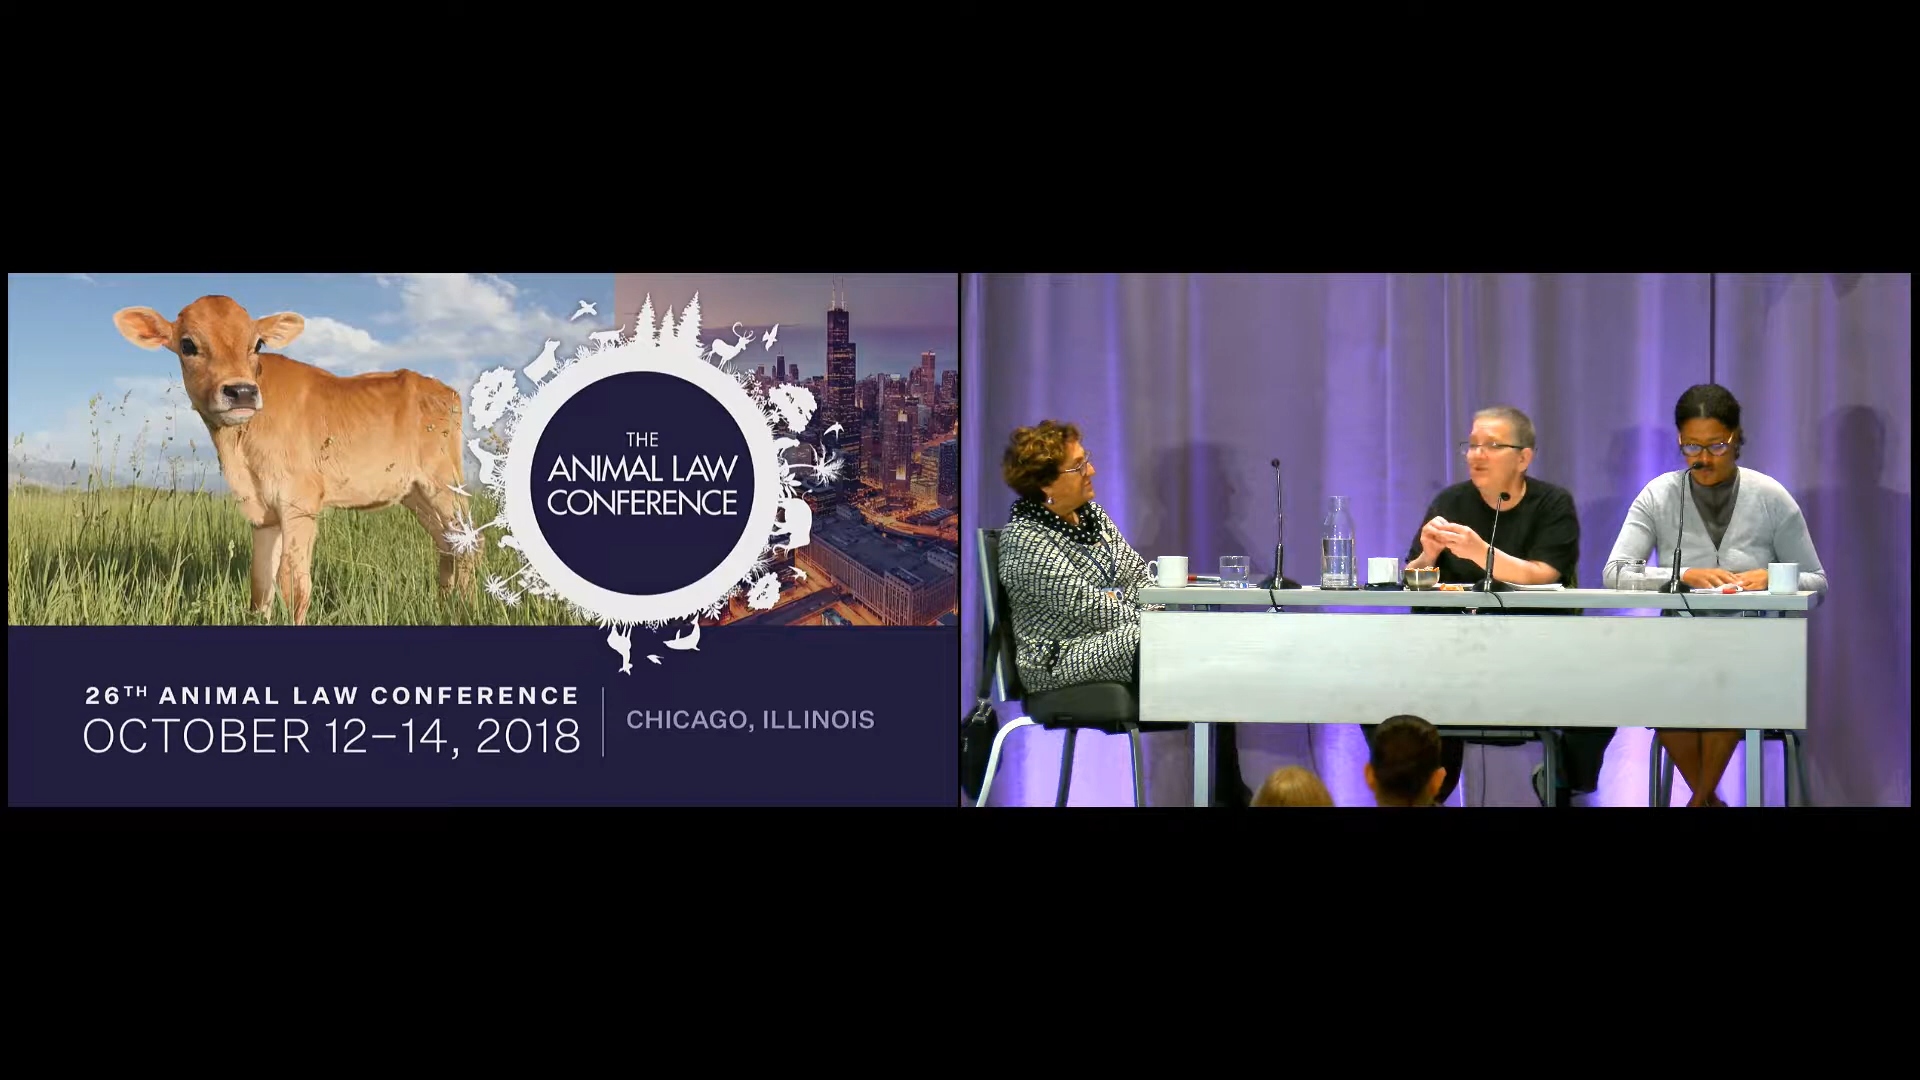 THE
ANIMAL LAW
CONFERENCE
26TH ANIMAL LAW CONFERENCE
OCTOBER 12–14, 2018
CHICAGO, ILLINOIS